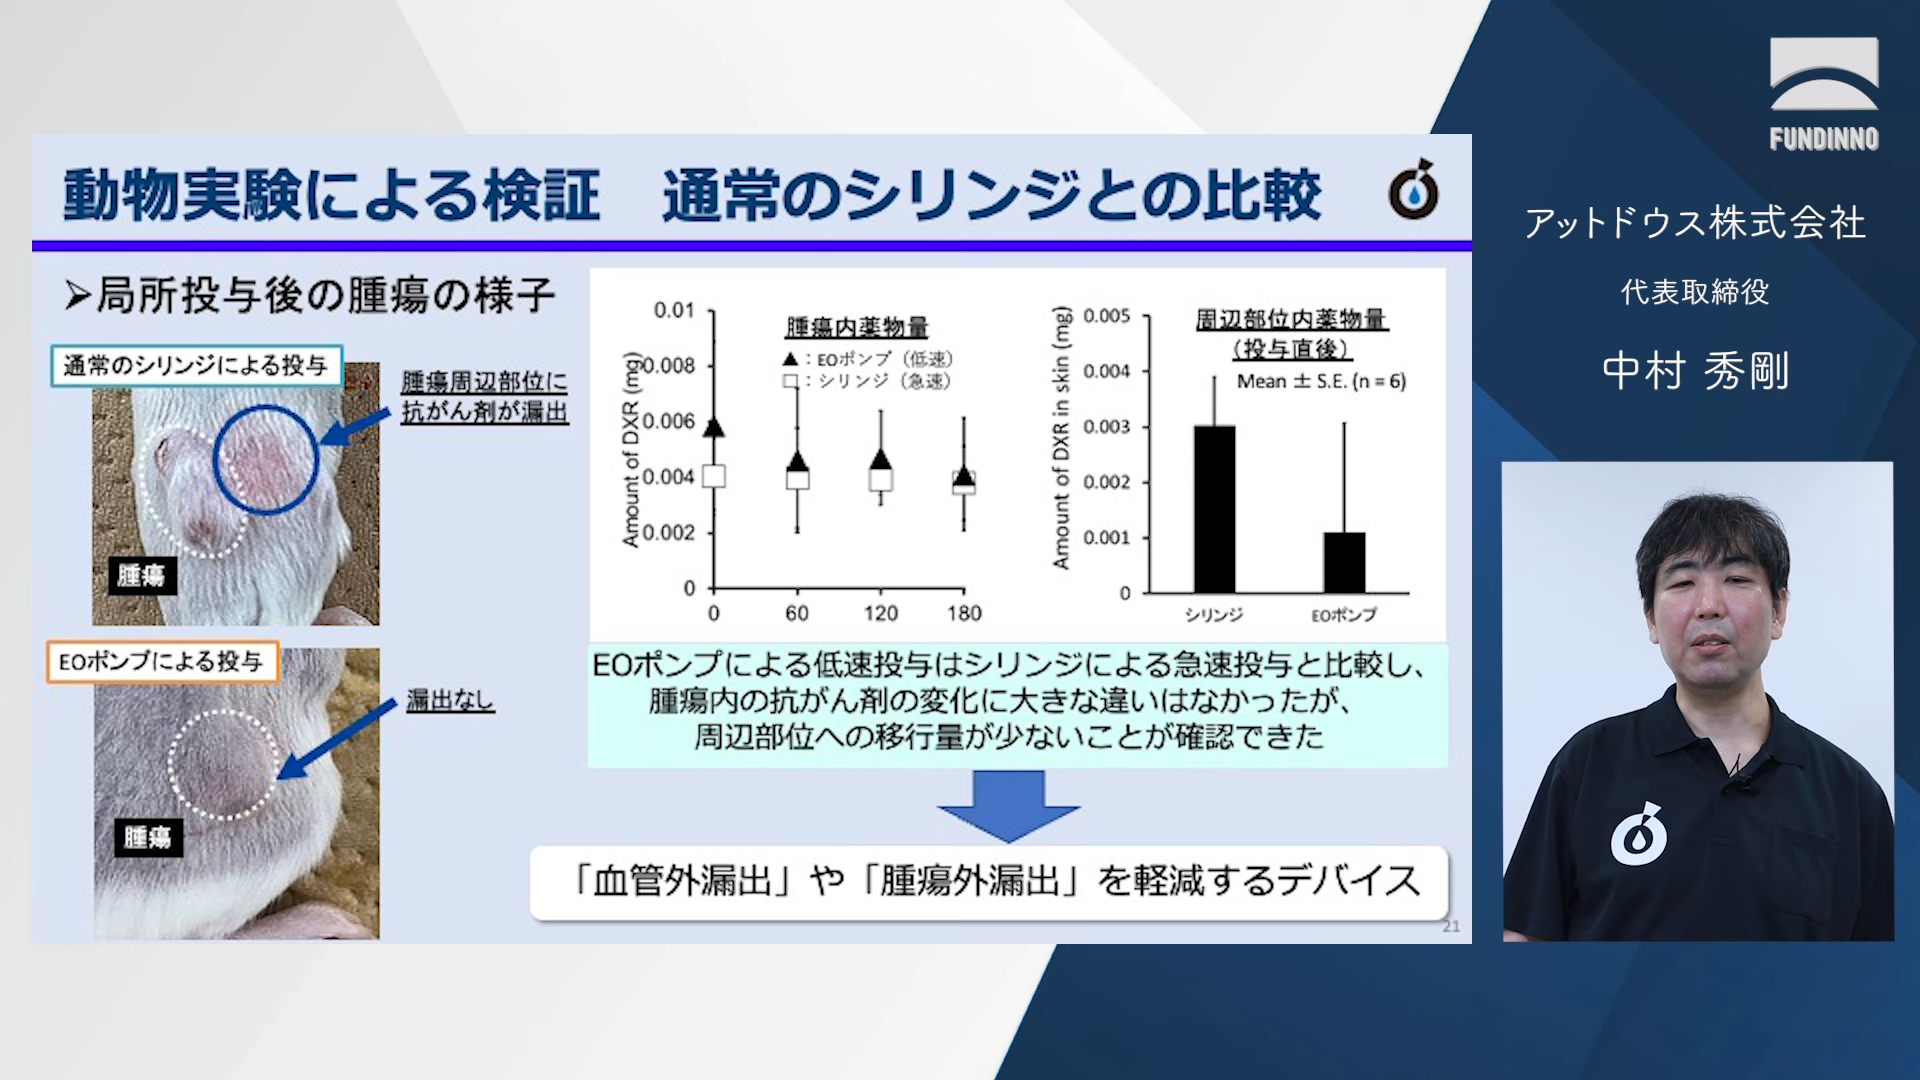 動物実験による検証 通常のシリンジとの比較
➢局所投与後の腫瘍の様子
通常のシリンジによる投与
腫瘍周辺部位に
抗がん剤が漏出
腫瘍
EOポンプによる投与
漏出なし
腫瘍
腫瘍内薬物量
▲：EOポンプ（低速）
□：シリンジ（急速）
Amount of DXR (mg)
0.01
0.008
0.006
0.004
0.002
0
0 60 120 180
周辺部位内薬物量
（投与直後）
Mean ± S.E. (n = 6)
Amount of DXR in skin (mg)
0.005
0.004
0.003
0.002
0.001
0
シリンジ EOポンプ
EOポンプによる低速投与はシリンジによる急速投与と比較し、
腫瘍内の抗がん剤の変化に大きな違いはなかったが、
周辺部位への移行量が少ないことが確認できた
「血管外漏出」や「腫瘍外漏出」を軽減するデバイス
21
FUNDINNO
アットドウス株式会社
代表取締役
中村 秀剛